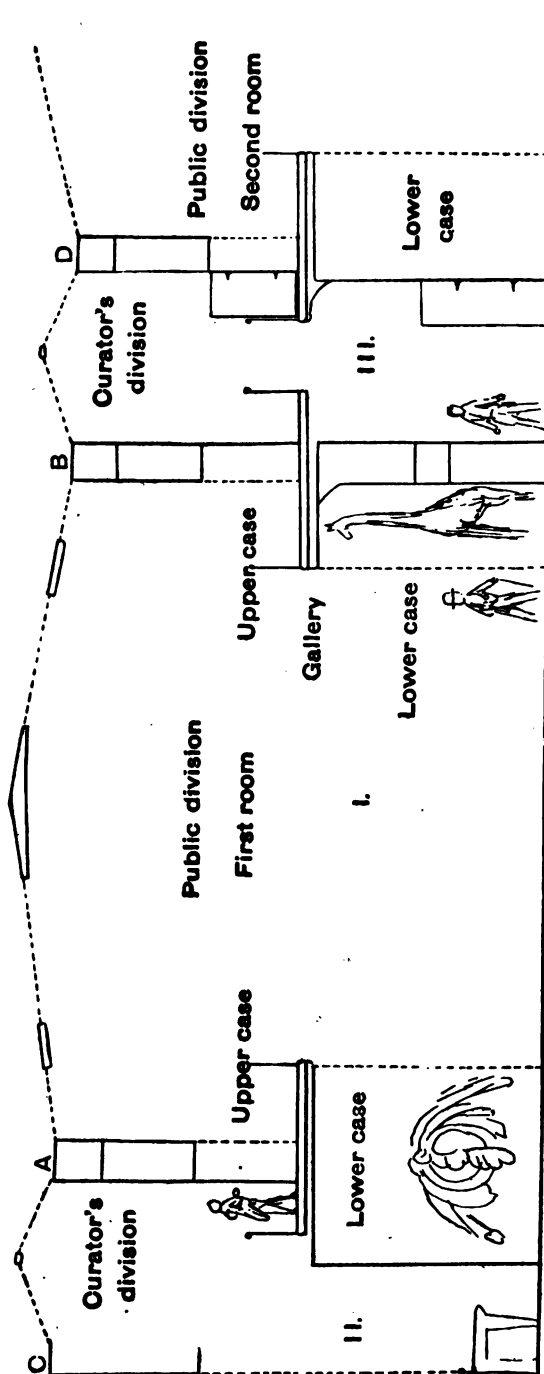 C
A
B
D
Curator's
division
Public division
First room
Curator's
division
Public division
Second room
Upper case
Upper case
Gallery
Lower case
Lower case
Lower
case
II.
I.
III.